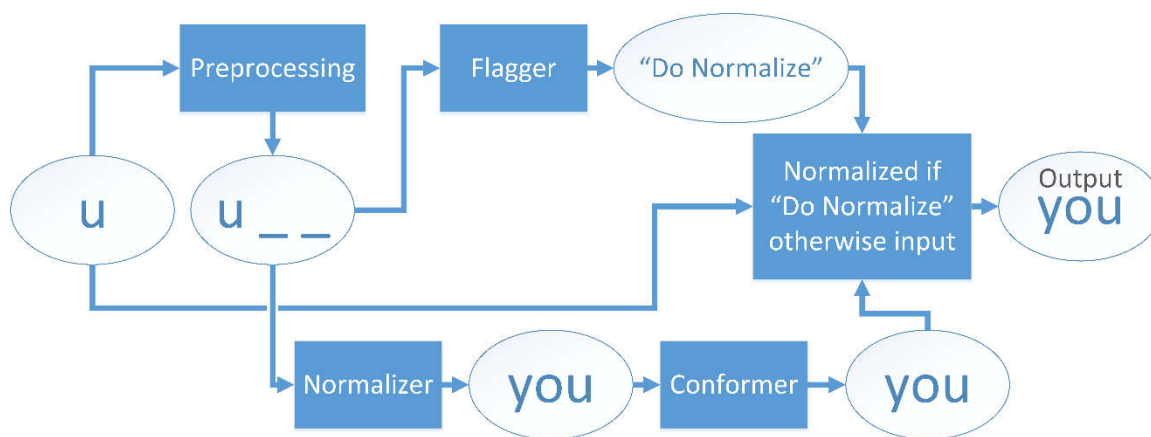 Preprocessing
Flagger
“Do Normalize”
u
u _ _
Normalized if
“Do Normalize”
otherwise input
Output
you
Normalizer
you
Conformer
you